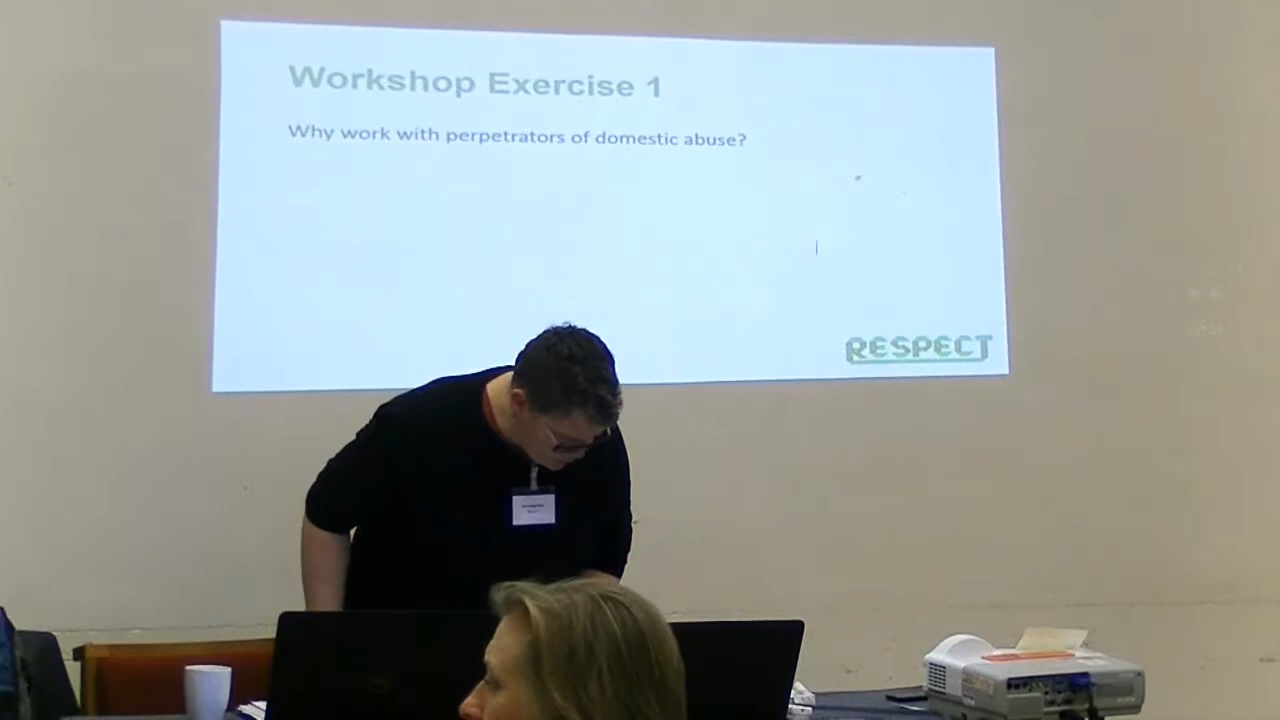 Workshop Exercise 1
Why work with perpetrators of domestic abuse?
RESPECT